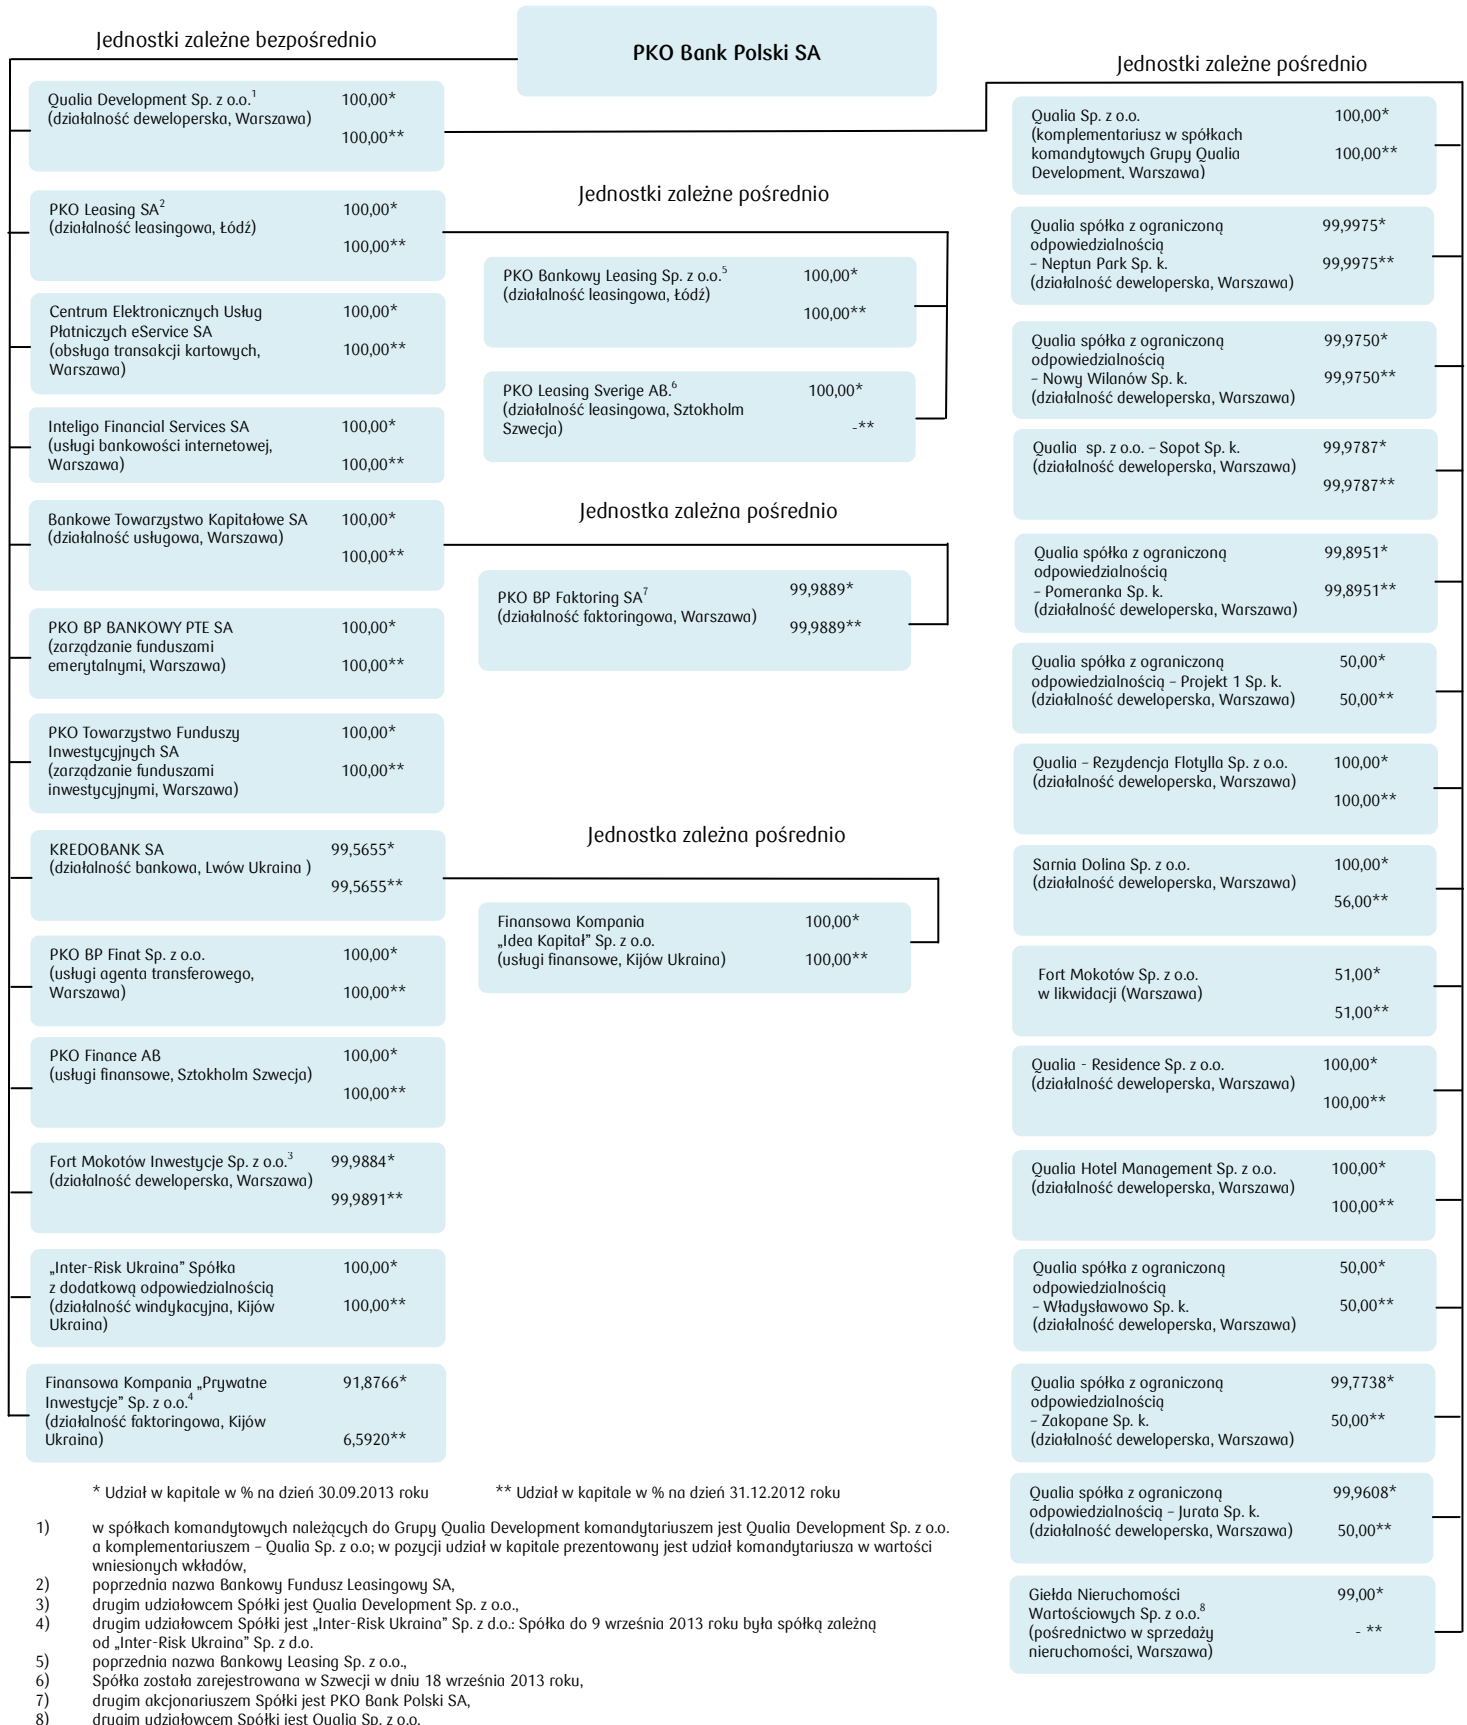 PKO Bank Polski SA
Jednostki zależne bezpośrednio
Qualia Development Sp. z o.o.1 100,00*
(działalność deweloperska, Warszawa)
100,00**
PKO Leasing SA2 100,00*
(działalność leasingowa, Łódź)
100,00**
Centrum Elektronicznych Usług 100,00*
Płatniczych eService SA
(obsługa transakcji kartowych, 100,00**
Warszawa)
Inteligo Financial Services SA 100,00*
(usługi bankowości internetowej,
Warszawa) 100,00**
Bankowe Towarzystwo Kapitałowe SA 100,00*
(działalność usługowa, Warszawa)
100,00**
PKO BP BANKOWY PTE SA 100,00*
(zarządzanie funduszami
emerytalnymi, Warszawa) 100,00**
PKO Towarzystwo Funduszy 100,00*
Inwestycyjnych SA
(zarządzanie funduszami 100,00**
inwestycyjnymi, Warszawa)
KREDOBANK SA 99,5655*
(działalność bankowa, Lwów Ukraina )
99,5655**
PKO BP Finat Sp. z o.o. 100,00*
(usługi agenta transferowego,
Warszawa) 100,00**
PKO Finance AB 100,00*
(usługi finansowe, Sztokholm Szwecja)
100,00**
Fort Mokotów Inwestycje Sp. z o.o.3 99,9884*
(działalność deweloperska, Warszawa)
99,9891**
„Inter-Risk Ukraina” Spółka 100,00*
z dodatkową odpowiedzialnością
(działalność windykacyjna, Kijów 100,00**
Ukraina)
Finansowa Kompania „Prywatne 91,8766*
Inwestycje” Sp. z o.o.4
(działalność faktoringowa, Kijów
Ukraina) 6,5920**
Jednostki zależne pośrednio
PKO Bankowy Leasing Sp. z o.o.5 100,00*
(działalność leasingowa, Łódź)
100,00**
PKO Leasing Sverige AB.6 100,00*
(działalność leasingowa, Sztokholm
Szwecja) -**
Jednostka zależna pośrednio
PKO BP Faktoring SA7 99,9889*
(działalność faktoringowa, Warszawa)
99,9889**
Jednostka zależna pośrednio
Finansowa Kompania 100,00*
„Idea Kapitał” Sp. z o.o.
(usługi finansowe, Kijów Ukraina) 100,00**
Jednostki zależne pośrednio
Qualia Sp. z o.o. 100,00*
(komplementariusz w spółkach
komandytowych Grupy Qualia 100,00**
Development, Warszawa)
Qualia spółka z ograniczoną 99,9975*
odpowiedzialnością
– Neptun Park Sp. k. 99,9975**
(działalność deweloperska, Warszawa)
Qualia spółka z ograniczoną 99,9750*
odpowiedzialnością
– Nowy Wilanów Sp. k. 99,9750**
(działalność deweloperska, Warszawa)
Qualia sp. z o.o. – Sopot Sp. k. 99,9787*
(działalność deweloperska, Warszawa)
99,9787**
Qualia spółka z ograniczoną 99,8951*
odpowiedzialnością
– Pomeranka Sp. k. 99,8951**
(działalność deweloperska, Warszawa)
Qualia spółka z ograniczoną 50,00*
odpowiedzialnością – Projekt 1 Sp. k.
(działalność deweloperska, Warszawa) 50,00**
Qualia – Rezydencja Flotylla Sp. z o.o. 100,00*
(działalność deweloperska, Warszawa)
100,00**
Sarnia Dolina Sp. z o.o. 100,00*
(działalność deweloperska, Warszawa)
56,00**
Fort Mokotów Sp. z o.o. 51,00*
w likwidacji (Warszawa)
51,00**
Qualia - Residence Sp. z o.o. 100,00*
(działalność deweloperska, Warszawa)
100,00**
Qualia Hotel Management Sp. z o.o. 100,00*
(działalność deweloperska, Warszawa)
100,00**
Qualia spółka z ograniczoną 50,00*
odpowiedzialnością
– Władysławowo Sp. k. 50,00**
(działalność deweloperska, Warszawa)
Qualia spółka z ograniczoną 99,7738*
odpowiedzialnością
– Zakopane Sp. k. 50,00**
(działalność deweloperska, Warszawa)
Qualia spółka z ograniczoną 99,9608*
odpowiedzialnością – Jurata Sp. k.
(działalność deweloperska, Warszawa) 50,00**
Giełda Nieruchomości 99,00*
Wartościowych Sp. z o.o.8
(pośrednictwo w sprzedaży - **
nieruchomości, Warszawa)
* Udział w kapitale w % na dzień 30.09.2013 roku ** Udział w kapitale w % na dzień 31.12.2012 roku
1) w spółkach komandytowych należących do Grupy Qualia Development komandytariuszem jest Qualia Development Sp. z o.o.
a komplementariuszem – Qualia Sp. z o.o; w pozycji udział w kapitale prezentowany jest udział komandytariusza w wartości
wniesionych wkładów,
2) poprzednia nazwa Bankowy Fundusz Leasingowy SA,
3) drugim udziałowcem Spółki jest Qualia Development Sp. z o.o.,
4) drugim udziałowcem Spółki jest „Inter-Risk Ukraina” Sp. z d.o.: Spółka do 9 września 2013 roku była spółką zależną
od „Inter-Risk Ukraina” Sp. z d.o.
5) poprzednia nazwa Bankowy Leasing Sp. z o.o.,
6) Spółka została zarejestrowana w Szwecji w dniu 18 września 2013 roku,
7) drugim akcjonariuszem Spółki jest PKO Bank Polski SA,
8) drugim udziałowcem Spółki jest Qualia Sp. z o.o.